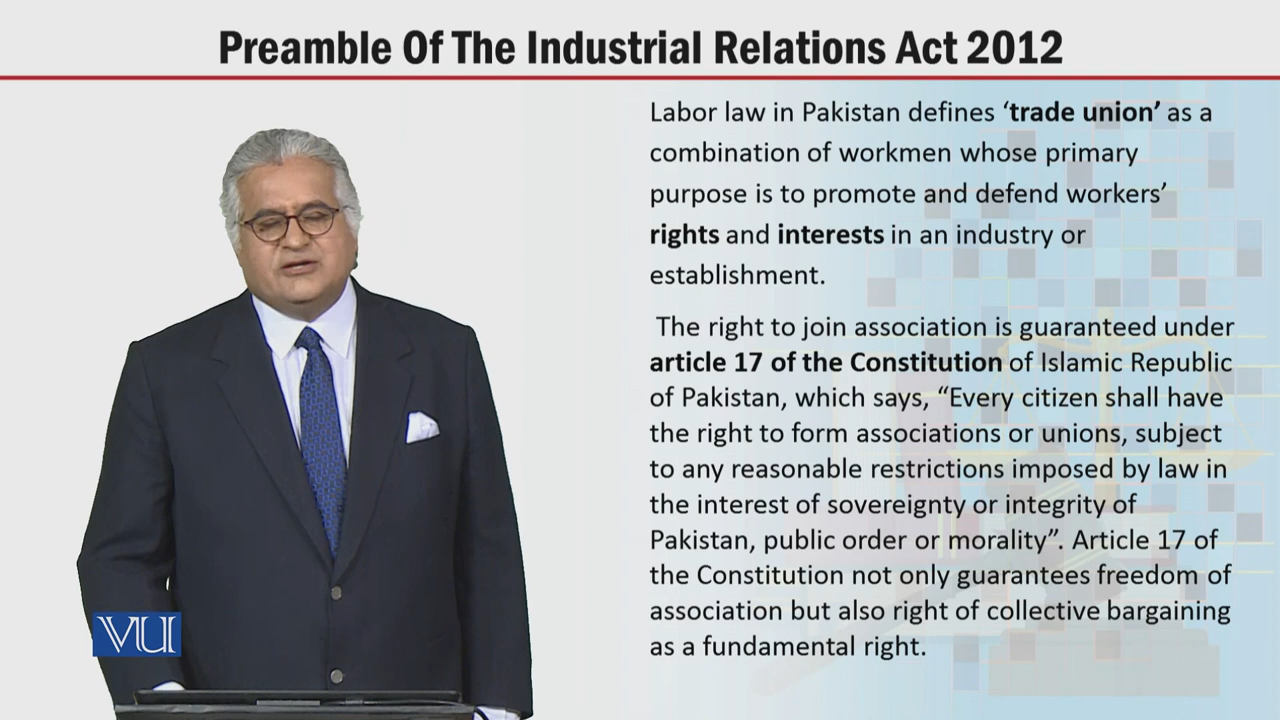 Preamble Of The Industrial Relations Act 2012
Labor law in Pakistan defines ‘trade union’ as a
combination of workmen whose primary
purpose is to promote and defend workers’
rights and interests in an industry or
establishment.
The right to join association is guaranteed under
article 17 of the Constitution of Islamic Republic
of Pakistan, which says, “Every citizen shall have
the right to form associations or unions, subject
to any reasonable restrictions imposed by law in
the interest of sovereignty or integrity of
Pakistan, public order or morality”. Article 17 of
the Constitution not only guarantees freedom of
association but also right of collective bargaining
as a fundamental right.
VU